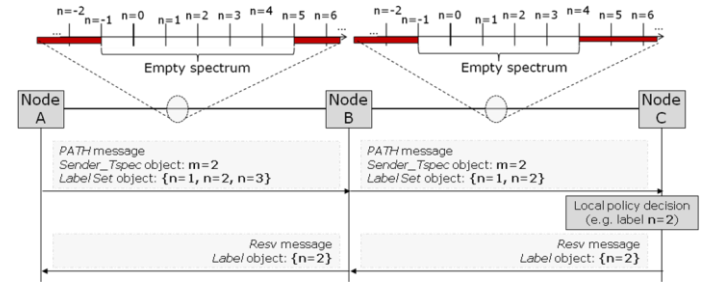 n=-2 n=-1 n=0 n=1 n=2 n=3 n=4 n=5 n=6
... ...
Empty spectrum
n=-2 n=-1 n=0 n=1 n=2 n=3 n=4 n=5 n=6
... ...
Empty spectrum
Node
A
Node
B
Node
C
PATH message
Sender_Tspec object: m=2
Label Set object: {n=1, n=2, n=3}
PATH message
Sender_Tspec object: m=2
Label Set object: {n=1, n=2}
Local policy decision
(e.g. label n=2)
Resv message
Label object: {n=2}
Resv message
Label object: {n=2}